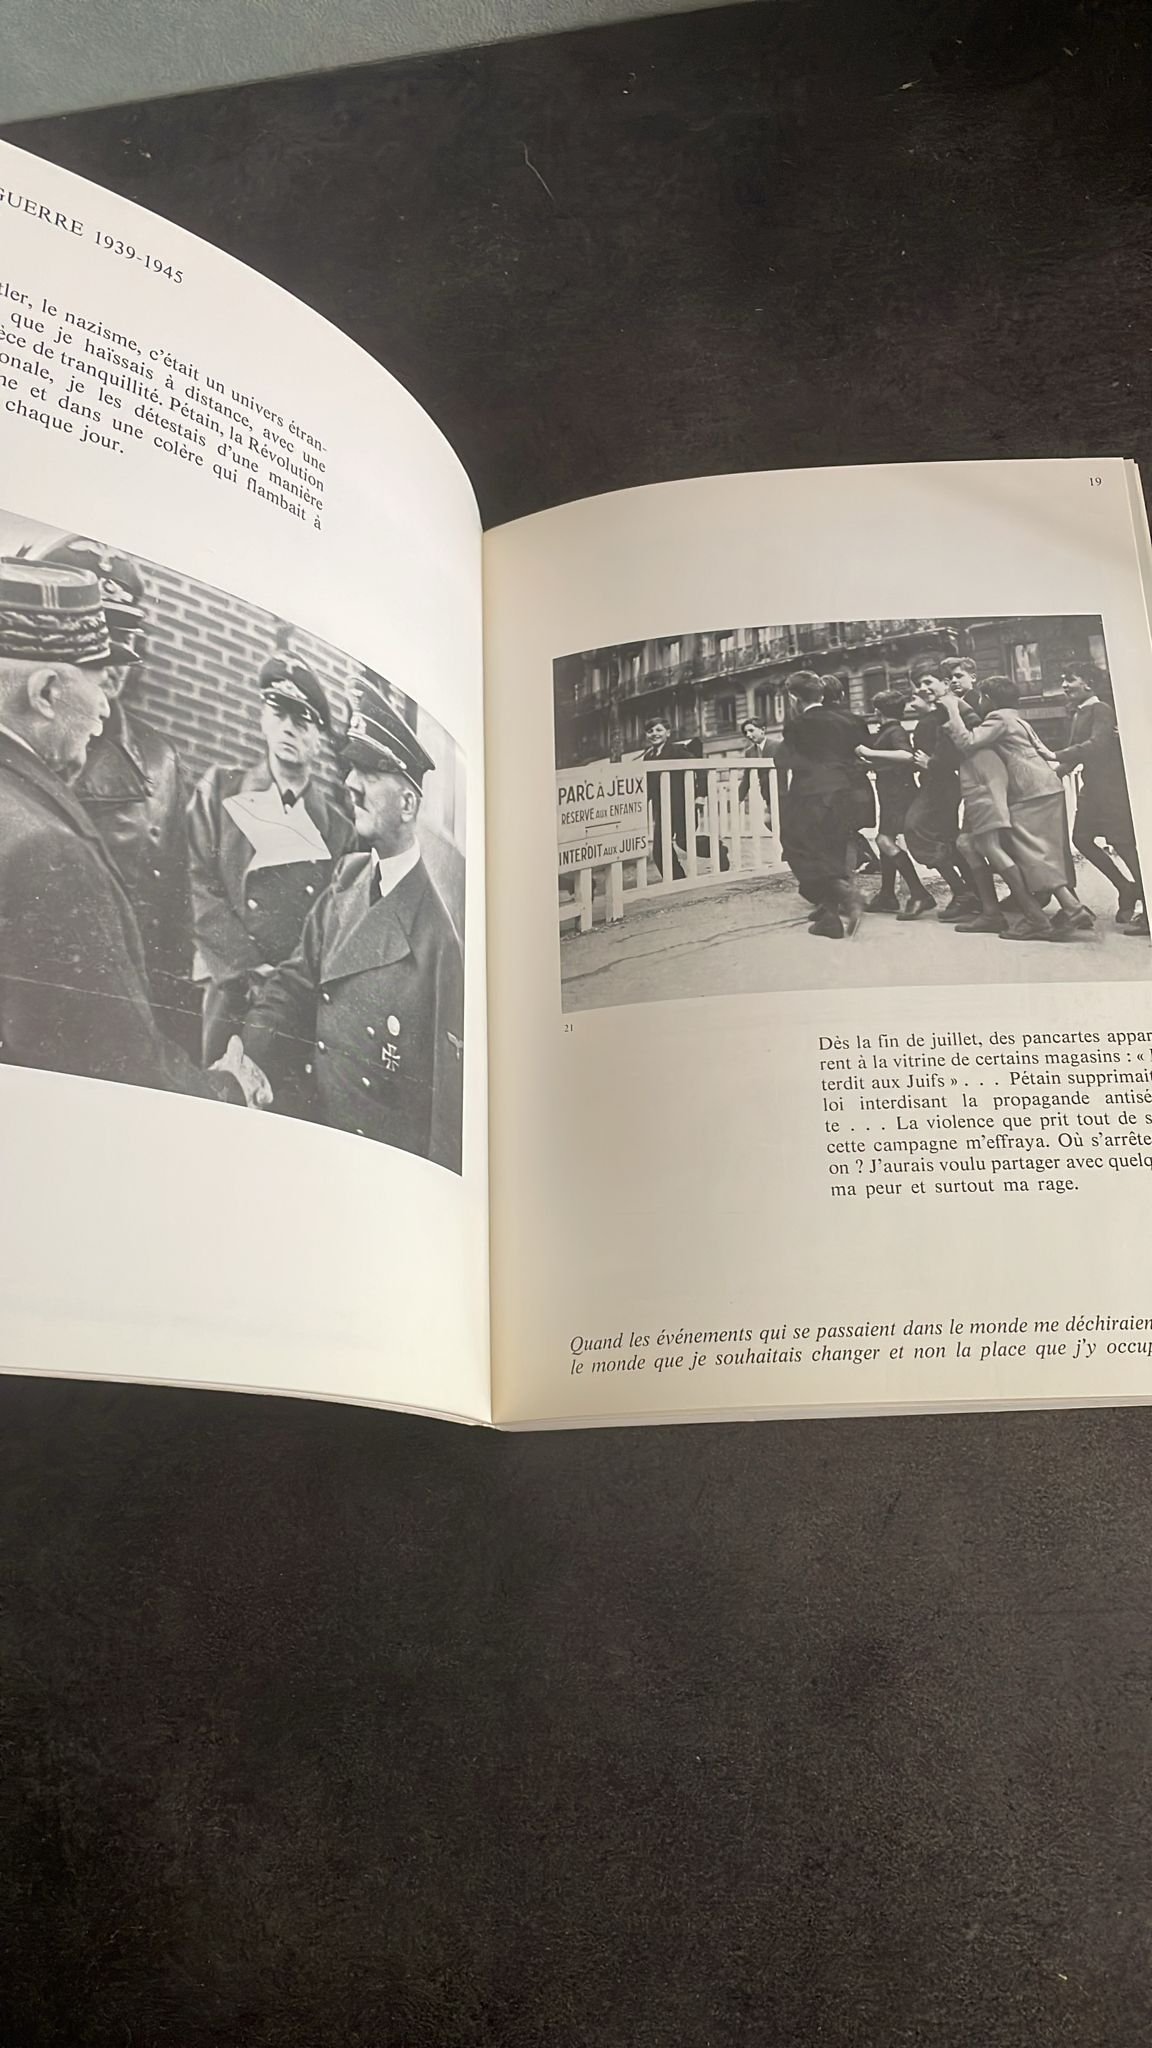 GUERRE 1939-1945
tler, le nazisme, c'était un univers étran-
que je haïssais à distance, avec une
èce de tranquillité. Pétain, la Révolution
onale, je les détestais d'une manière
ne et dans une colère qui flambait à
chaque jour.
19
PARC À JEUX
RÉSERVÉ AUX ENFANTS
INTERDIT AUX JUIFS
21
Dès la fin de juillet, des pancartes appar
rent à la vitrine de certains magasins : «
terdit aux Juifs » . . . Pétain supprimait
loi interdisant la propagande antisé
te . . . La violence que prit tout de s
cette campagne m'effraya. Où s'arrête
on ? J'aurais voulu partager avec quelq
ma peur et surtout ma rage.
Quand les événements qui se passaient dans le monde me déchiraien
le monde que je souhaitais changer et non la place que j'y occup